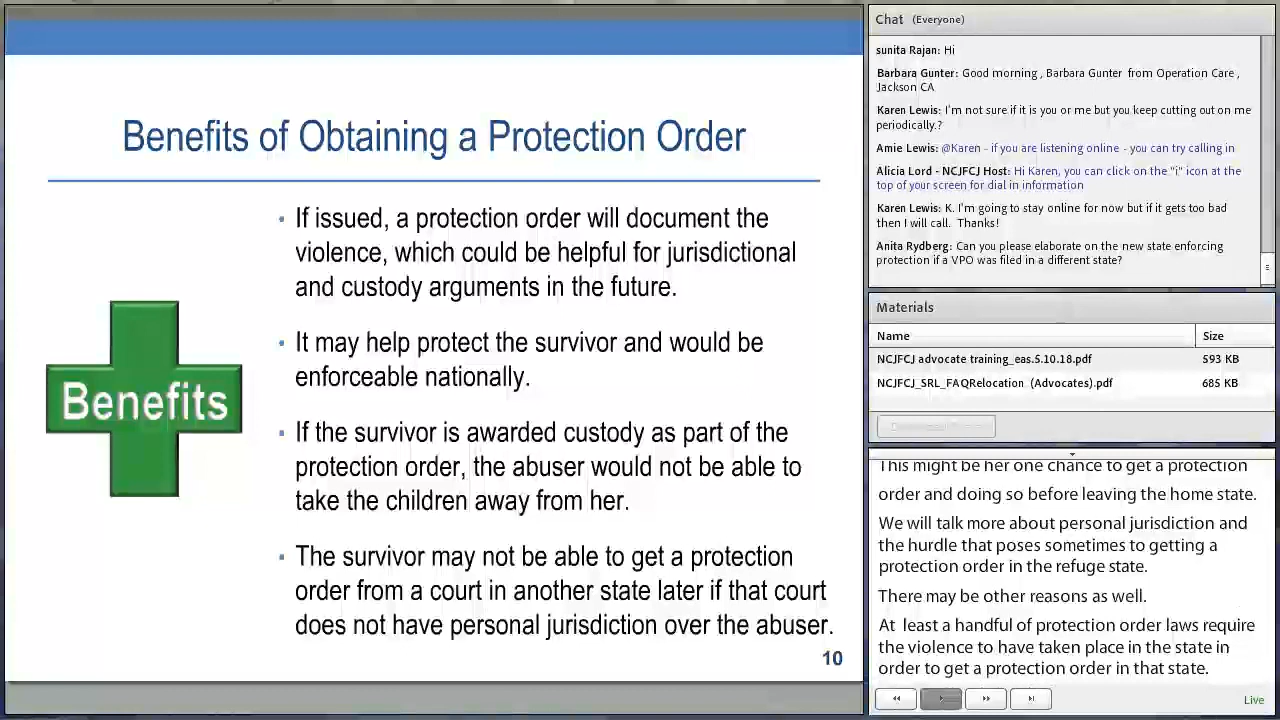 Benefits of Obtaining a Protection Order
Benefits
If issued, a protection order will document the
violence, which could be helpful for jurisdictional
and custody arguments in the future.
It may help protect the survivor and would be
enforceable nationally.
If the survivor is awarded custody as part of the
protection order, the abuser would not be able to
take the children away from her.
The survivor may not be able to get a protection
order from a court in another state later if that court
does not have personal jurisdiction over the abuser.
10
Chat (Everyone)
sunita Rajan: Hi
Barbara Gunter: Good morning , Barbara Gunter from Operation Care ,
Jackson CA
Karen Lewis: I'm not sure if it is you or me but you keep cutting out on me
periodically.?
Amie Lewis: @Karen - if you are listening online - you can try calling in
Alicia Lord - NCJFCJ Host: Hi Karen, you can click on the "i" icon at the
top of your screen for dial in information
Karen Lewis: K. I'm going to stay online for now but if it gets too bad
then I will call. Thanks!
Anita Rydberg: Can you please elaborate on the new state enforcing
protection if a VPO was filed in a different state?
Materials
Name Size
NCJFCJ advocate training_eas.5.10.18.pdf 593 KB
NCJFCJ_SRL_FAQRelocation (Advocates).pdf 685 KB
This might be her one chance to get a protection
order and doing so before leaving the home state.
We will talk more about personal jurisdiction and
the hurdle that poses sometimes to getting a
protection order in the refuge state.
There may be other reasons as well.
At least a handful of protection order laws require
the violence to have taken place in the state in
order to get a protection order in that state.
Live